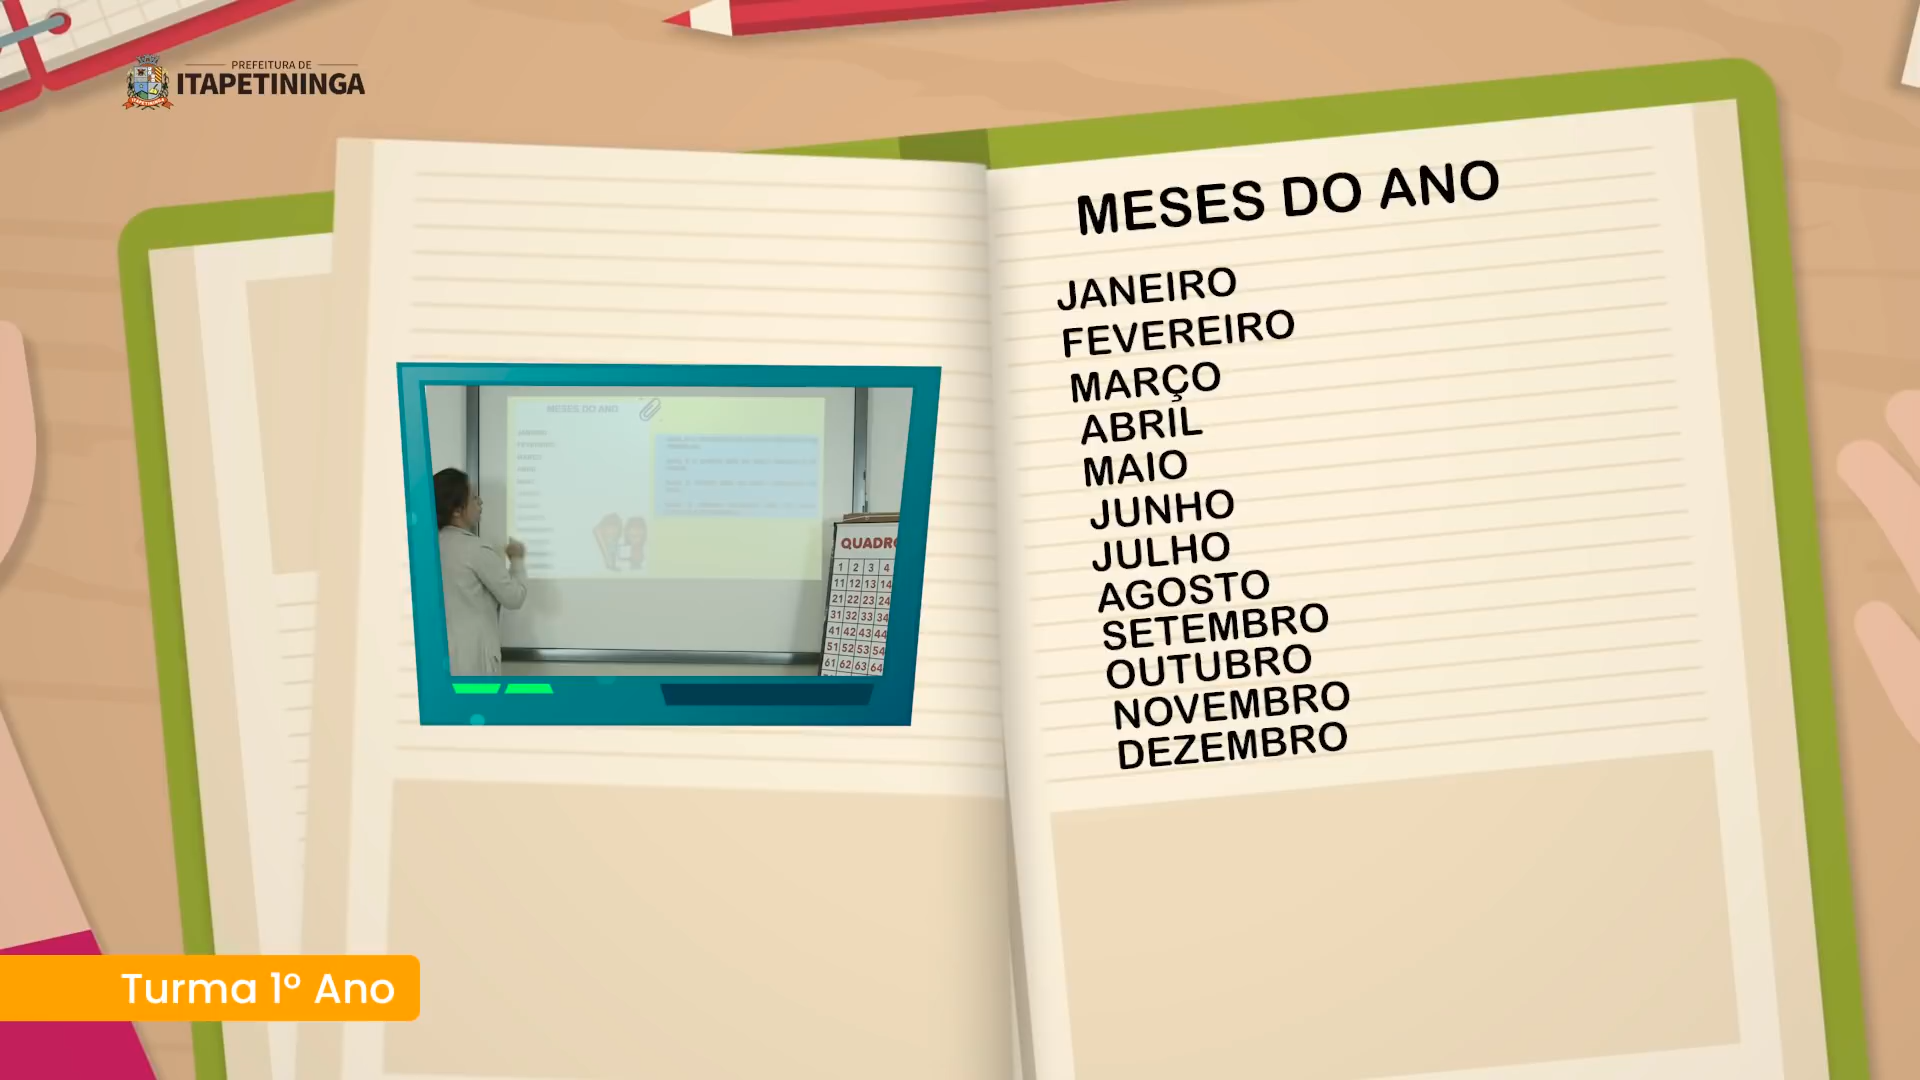 PREFEITURA DE
ITAPETININGA
MESES DO ANO
JANEIRO
FEVEREIRO
MARÇO
ABRIL
MAIO
JUNHO
JULHO
AGOSTO
SETEMBRO
OUTUBRO
NOVEMBRO
DEZEMBRO
MESES DO ANO
QUADRO
1 2 3 4
11 12 13 14
21 22 23 24
31 32 33 34
41 42 43 44
51 52 53 54
61 62 63 64
Turma 1º Ano